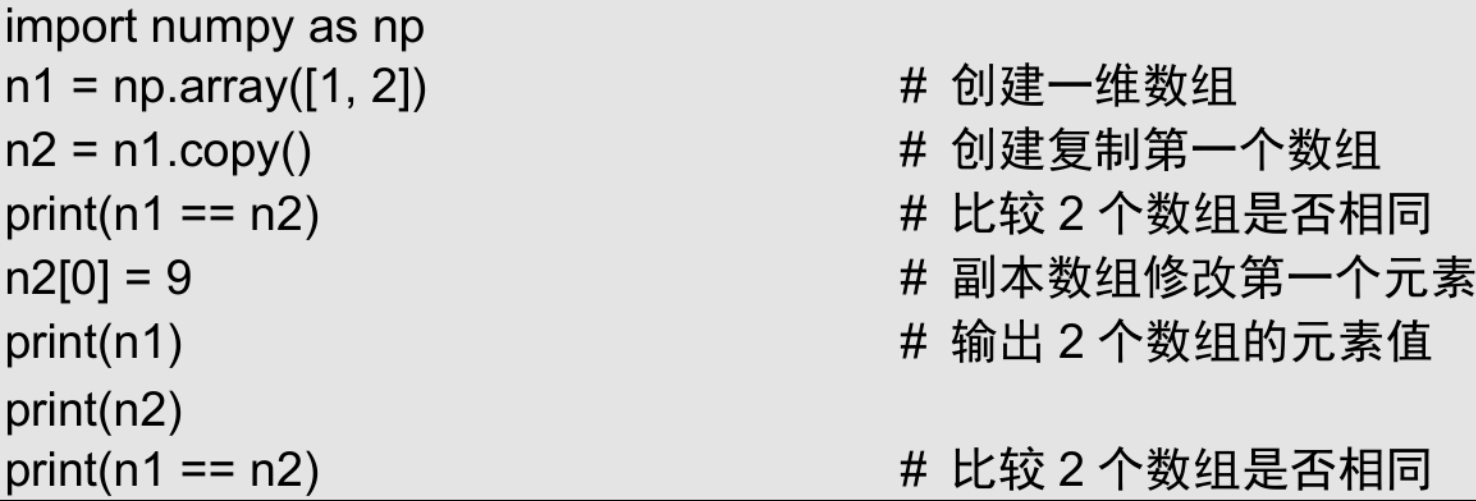 import numpy as np
n1 = np.array([1, 2]) # 创建一维数组
n2 = n1.copy() # 创建复制第一个数组
print(n1 == n2) # 比较 2 个数组是否相同
n2[0] = 9 # 副本数组修改第一个元素
print(n1) # 输出 2 个数组的元素值
print(n2)
print(n1 == n2) # 比较 2 个数组是否相同